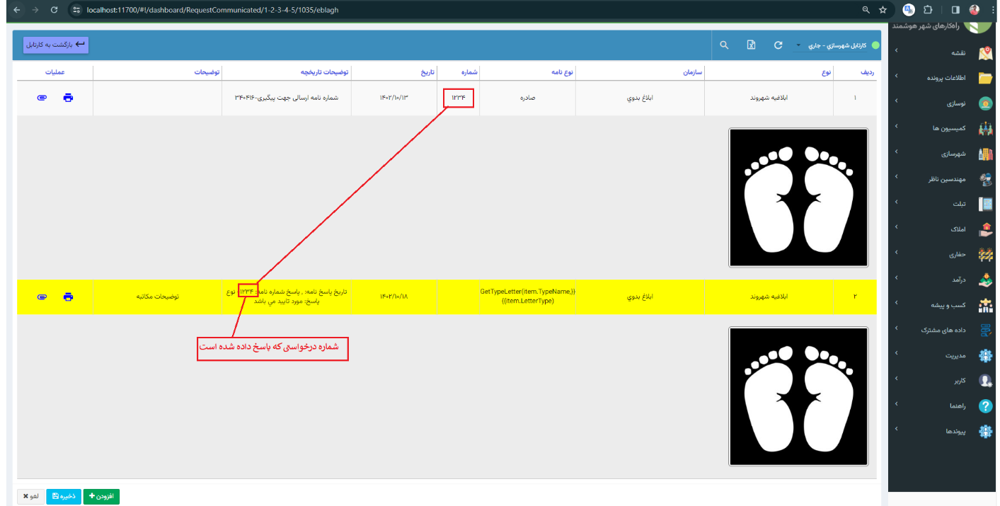 localhost:11700/#!/dashboard/RequestCommunicated/1-2-3-4-5/1035/eblagh
راهکارهای شهر هوشمند
کارتابل شهرسازي - جاري
بازگشت به کارتابل
ردیف نوع سازمان نوع نامه شماره تاریخ توضیحات تاریخچه توضیحات عملیات
۱ ابلاغیه شهروند ابلاغ بدوي صادره ۱۲۳۴ ۱۴۰۲/۱۰/۱۳ شماره نامه ارسالی جهت پیگیری-۳۴۰۴۱۶
۲ ابلاغیه شهروند ابلاغ بدوي GetTypeLetter(item.TypeName,}} {{item.LetterType) ۱۴۰۲/۱۰/۱۸ تاریخ پاسخ نامه: , پاسخ شماره نامه: ۱۲۳۴- نوع پاسخ: مورد تایید مي باشد توضیحات مکاتبه
شماره درخواستی که پاسخ داده شده است
نقشه
اطلاعات پرونده
نوسازی
کمیسیون ها
شهرسازی
مهندسین ناظر
تبلت
املاک
حفاری
درآمد
کسب و پیشه
داده های مشترک
مدیریت
کاربر
راهنما
پیوندها
افزودن ذخیره لغو